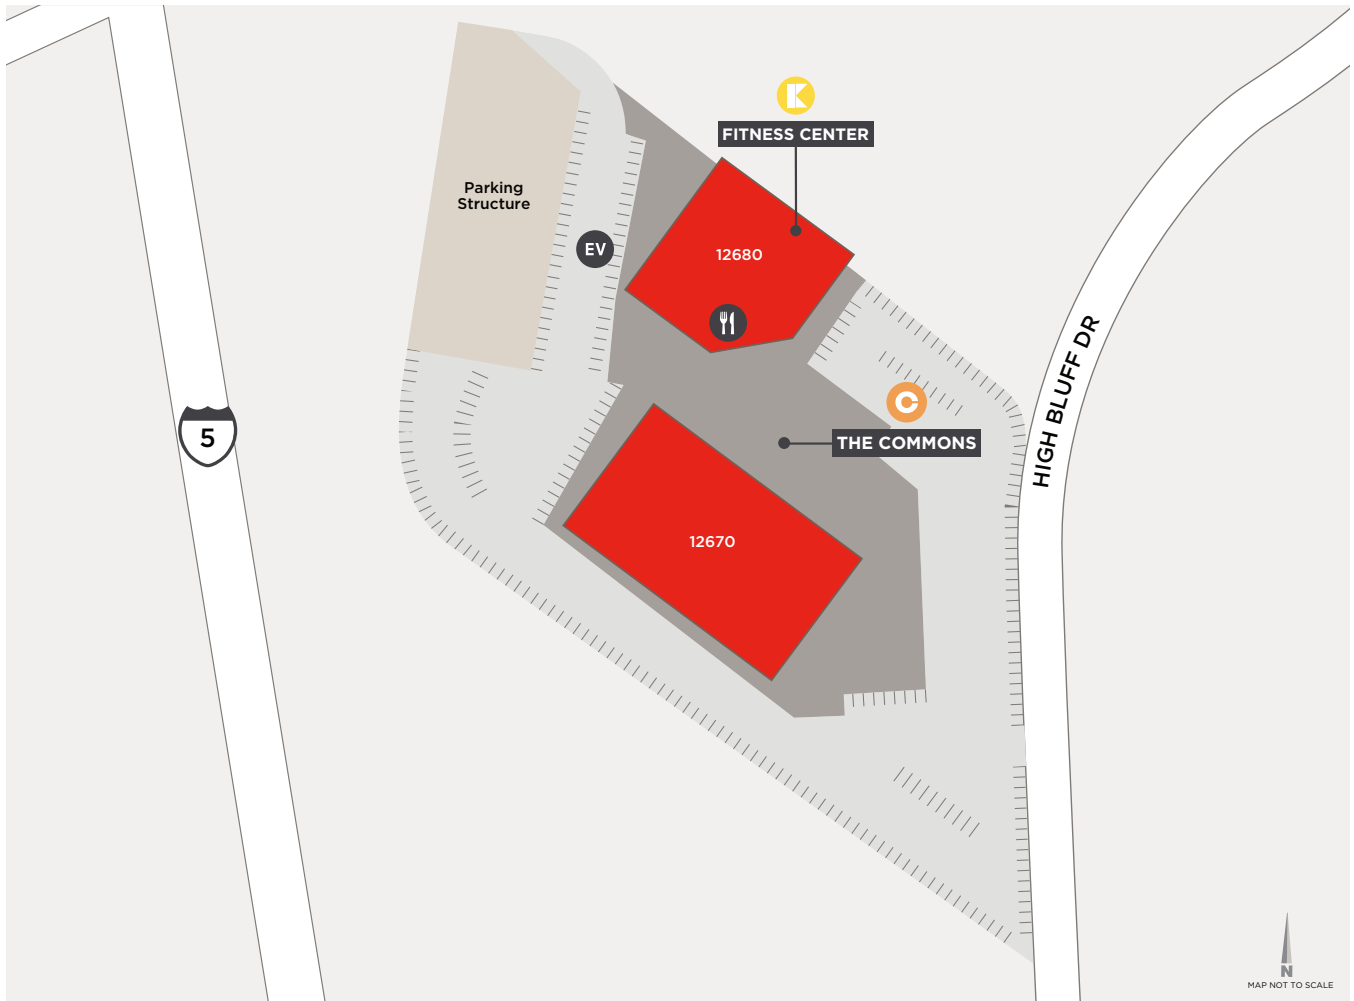 K
FITNESS CENTER
Parking
Structure
EV
12680
HIGH BLUFF DR
C
THE COMMONS
5
12670
N
MAP NOT TO SCALE